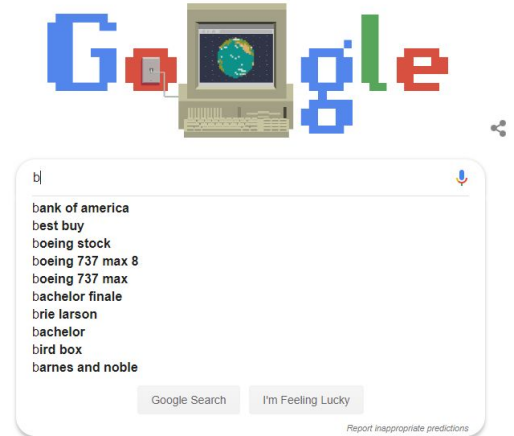 Google
b
bank of america
best buy
boeing stock
boeing 737 max 8
boeing 737 max
bachelor finale
brie larson
bachelor
bird box
barnes and noble
Google Search
I'm Feeling Lucky
Report inappropriate predictions